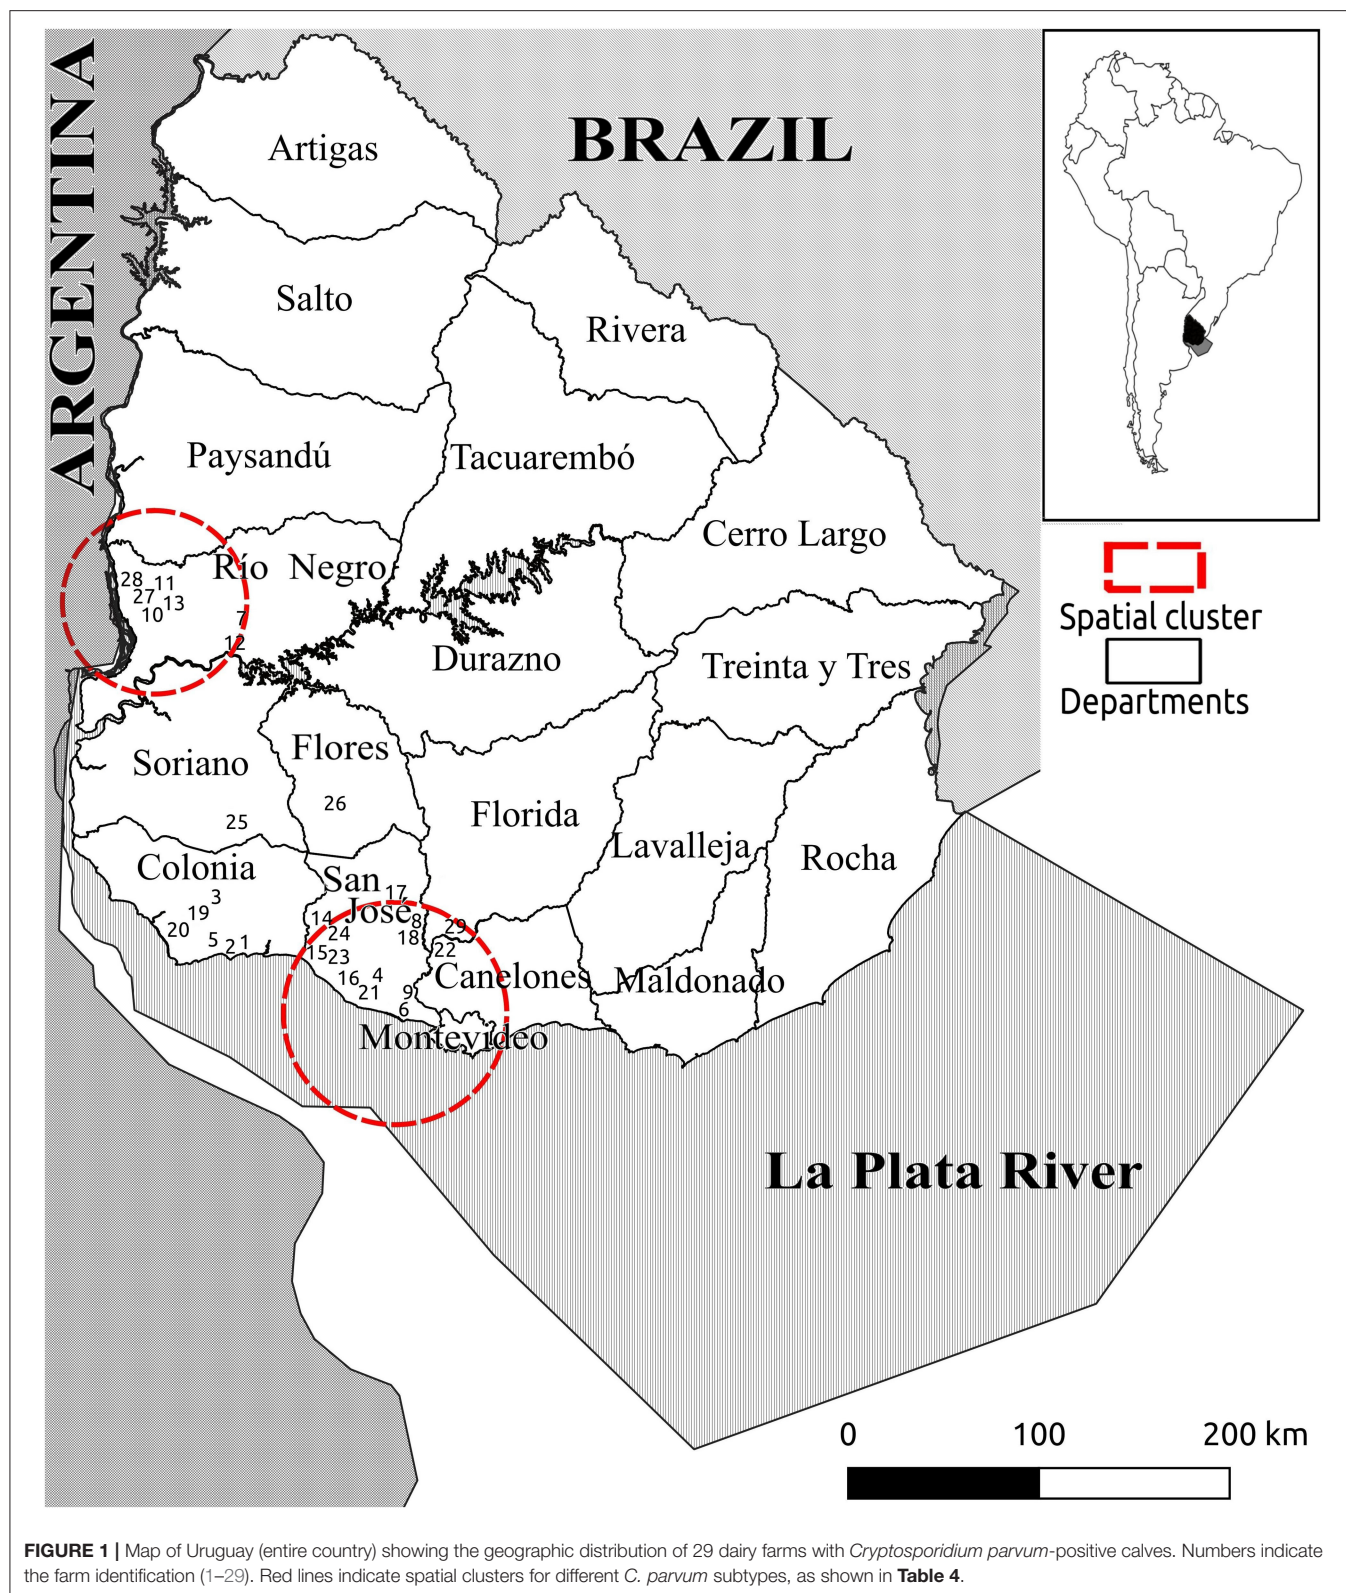 ARGENTINA
BRAZIL
Artigas
Salto
Rivera
Paysandú
Tacuarembó
Cerro Largo
Río Negro
28
11
27
13
10
7
12
Durazno
Treinta y Tres
Soriano
Flores
26
25
Florida
Lavalleja
Rocha
Colonia
3
19
20
5
2
1
San
José
17
14
8
29
24
18
22
15
23
16
4
21
9
6
Canelones
Maldonado
Montevideo
La Plata River
Spatial cluster
Departments
0 100 200 km
FIGURE 1 | Map of Uruguay (entire country) showing the geographic distribution of 29 dairy farms with Cryptosporidium parvum-positive calves. Numbers indicate
the farm identification (1–29). Red lines indicate spatial clusters for different C. parvum subtypes, as shown in Table 4.